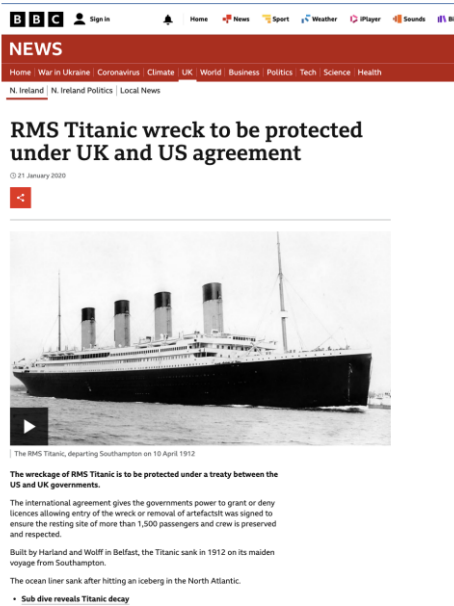 BBC Sign in Home News Sport Weather iPlayer Sounds
NEWS
Home War in Ukraine Coronavirus Climate UK World Business Politics Tech Science Health
N. Ireland N. Ireland Politics Local News
RMS Titanic wreck to be protected
under UK and US agreement
21 January 2020
The RMS Titanic, departing Southampton on 10 April 1912
The wreckage of RMS Titanic is to be protected under a treaty between the
US and UK governments.
The international agreement gives the governments power to grant or deny
licences allowing entry of the wreck or removal of artefactsIt was signed to
ensure the resting site of more than 1,500 passengers and crew is preserved
and respected.
Built by Harland and Wolff in Belfast, the Titanic sank in 1912 on its maiden
voyage from Southampton.
The ocean liner sank after hitting an iceberg in the North Atlantic.
• Sub dive reveals Titanic decay